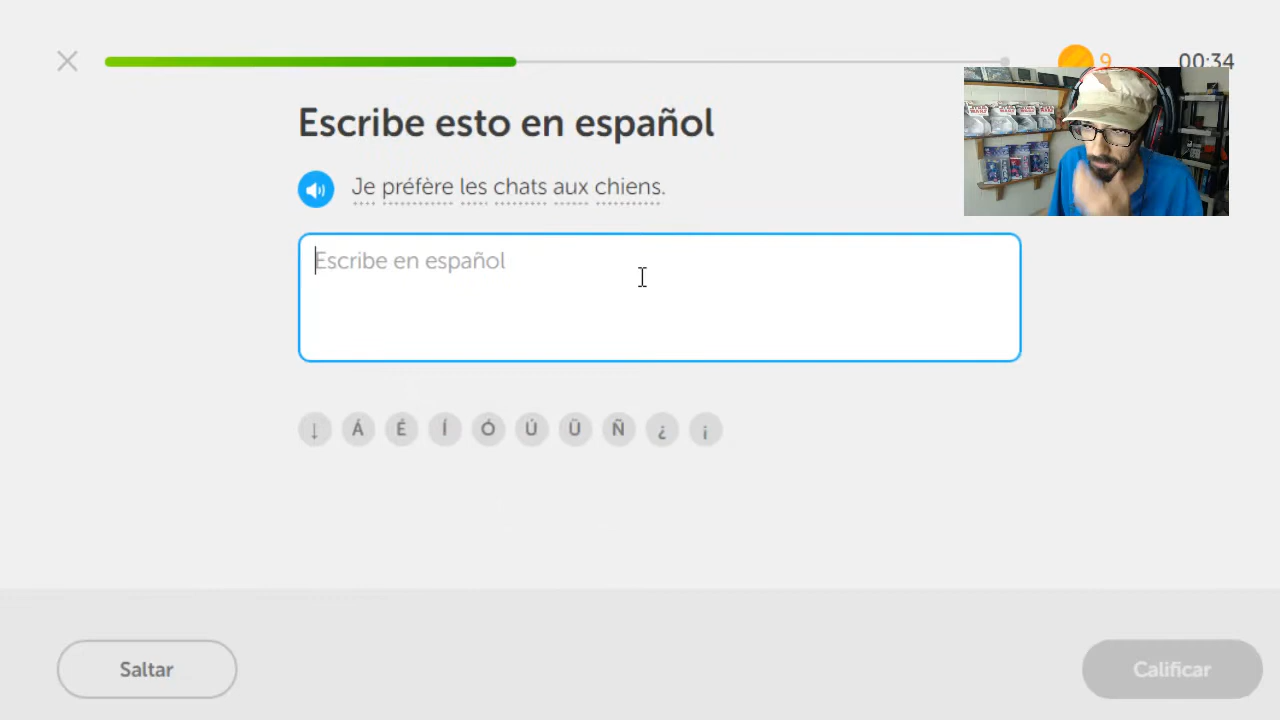 9
00:34
Escribe esto en español
Je préfère les chats aux chiens.
Escribe en español
↓ Á É Í Ó Ú Ü Ñ ¿ ¡
Saltar
Calificar